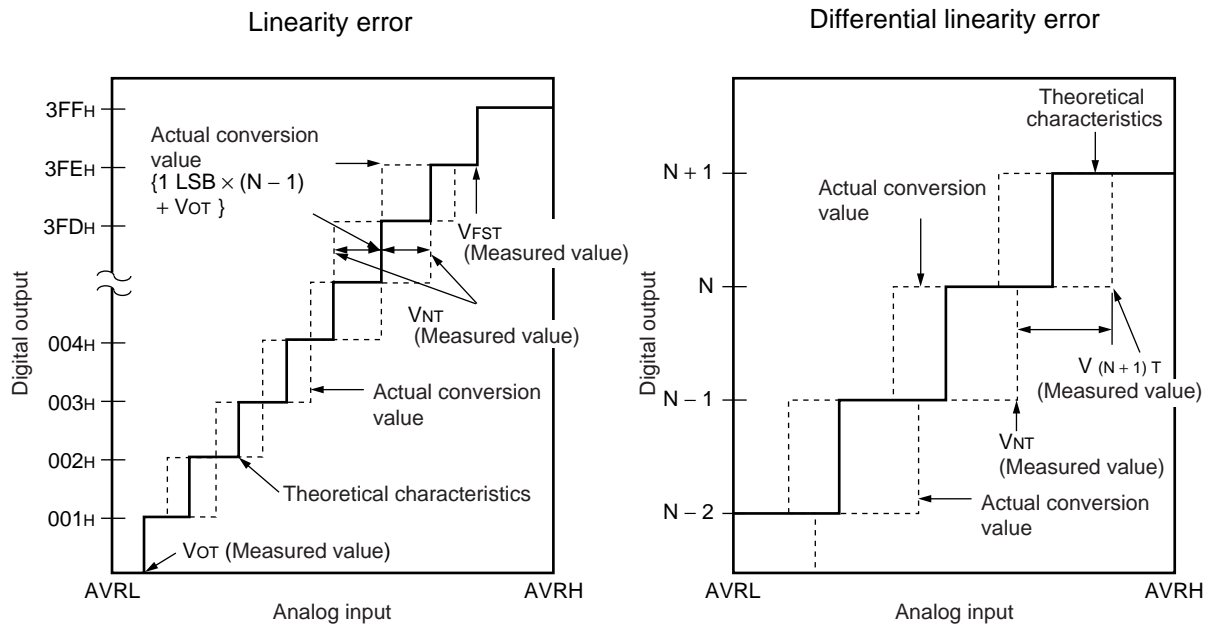 Linearity error
3FFH
3FEH
3FDH
004H
003H
002H
001H
Digital output
Actual conversion
value
{1 LSB × (N – 1)
+ VOT }
VFST
(Measured value)
VNT
(Measured value)
Actual conversion
value
Theoretical characteristics
VOT (Measured value)
AVRL
AVRH
Analog input
Differential linearity error
N + 1
N
N – 1
N – 2
Digital output
Theoretical
characteristics
Actual conversion
value
V (N + 1) T
(Measured value)
VNT
(Measured value)
Actual conversion
value
AVRL
AVRH
Analog input